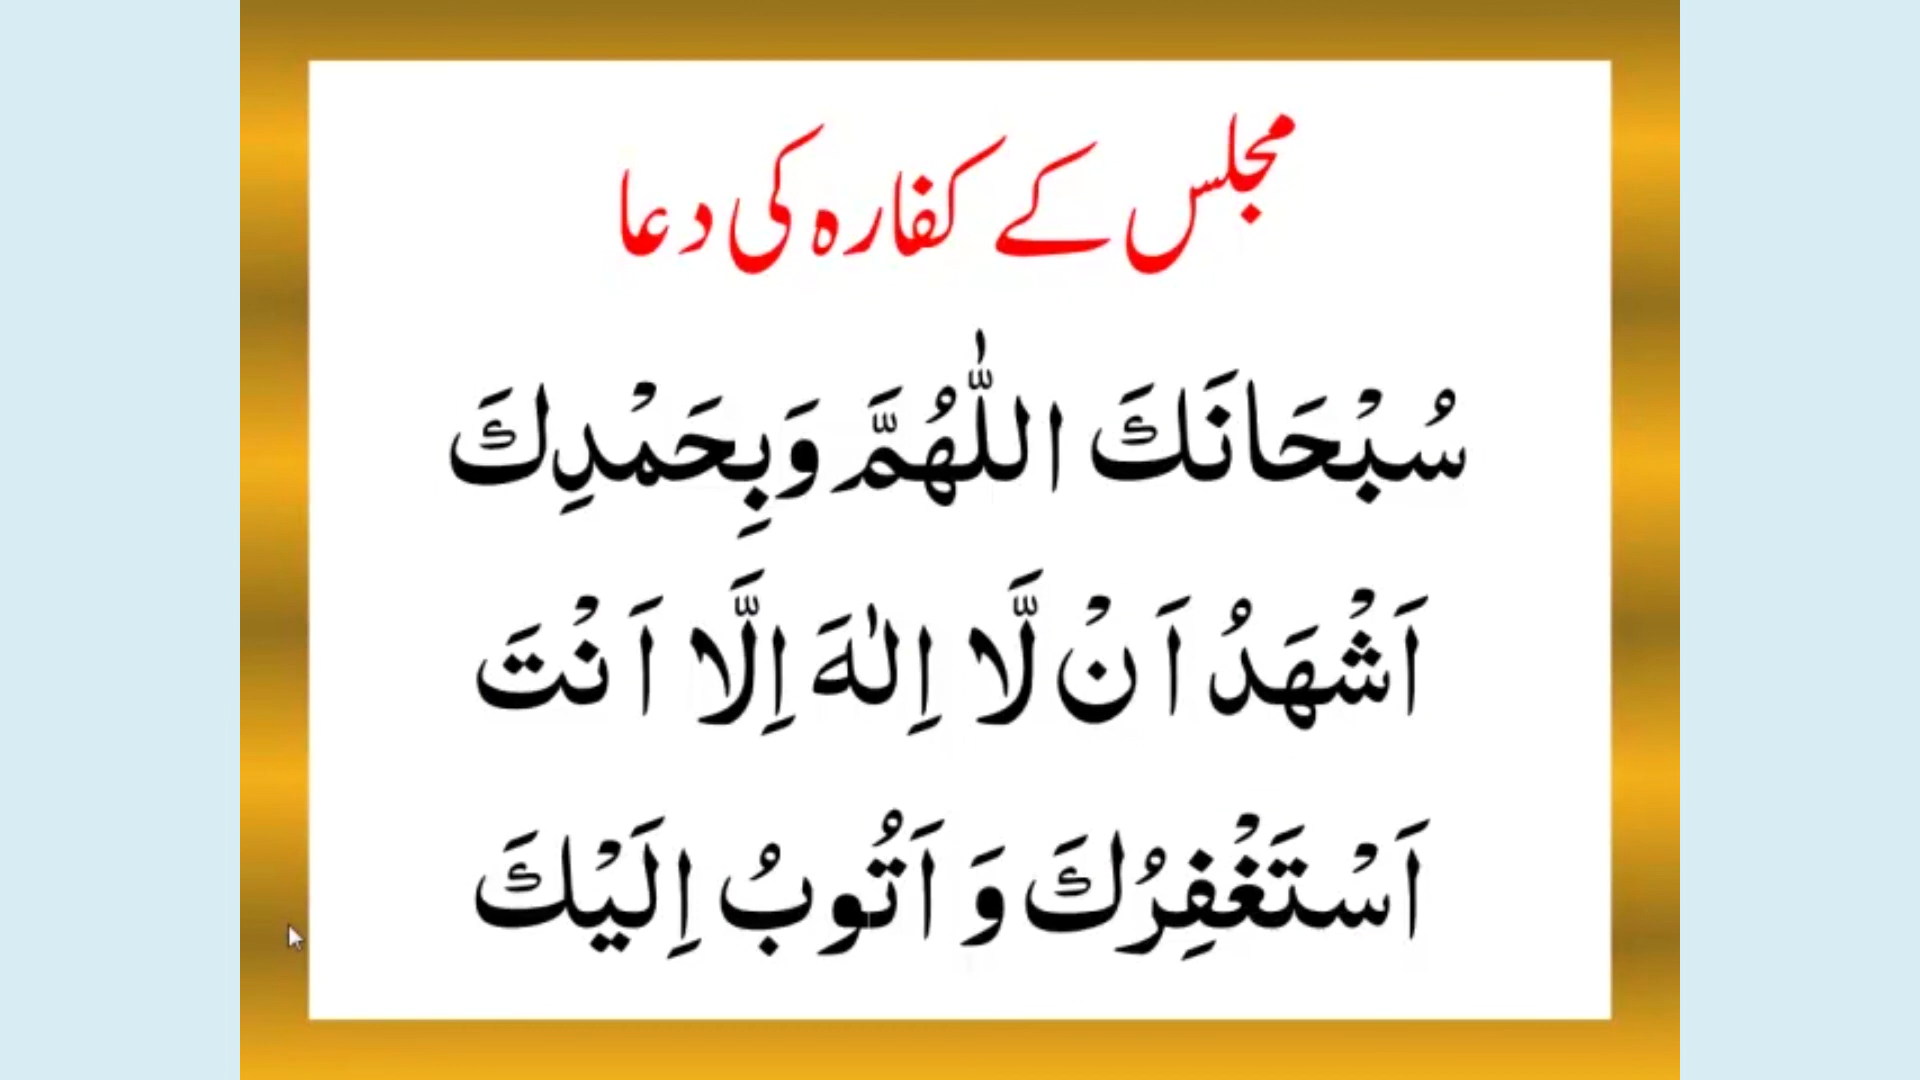 مجلس کے کفارہ کی دعا
سُبْحَانَكَ اللّٰهُمَّ وَبِحَمْدِكَ
اَشْهَدُ اَنْ لَّا اِلٰهَ اِلَّا اَنْتَ
اَسْتَغْفِرُكَ وَ اَتُوبُ اِلَيْكَ